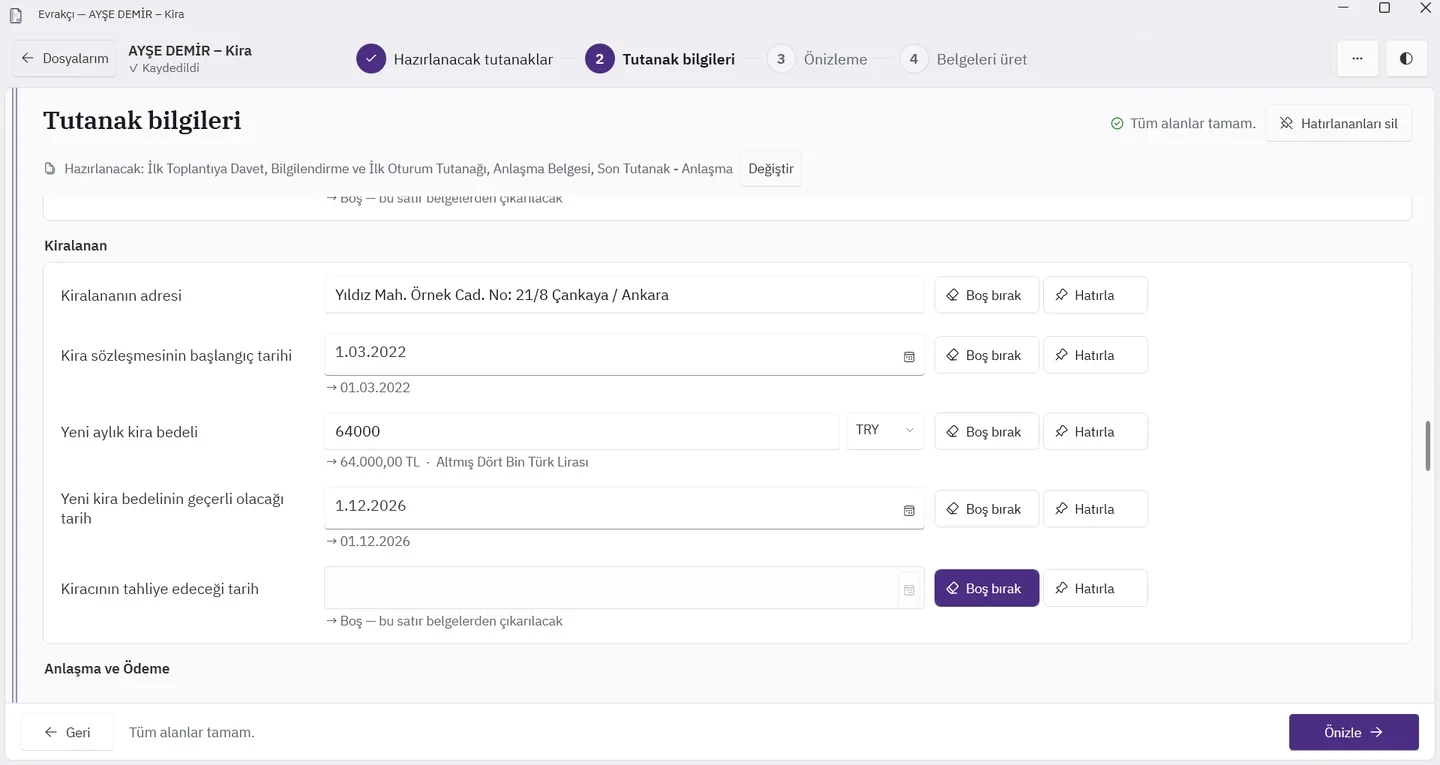 Evrakçı — AYŞE DEMİR – Kira
Dosyalarım
AYŞE DEMİR – Kira
✓ Kaydedildi
Hazırlanacak tutanaklar
2 Tutanak bilgileri
3 Önizleme
4 Belgeleri üret
...
Tutanak bilgileri
Tüm alanlar tamam.
Hatırlananları sil
Hazırlanacak: İlk Toplantıya Davet, Bilgilendirme ve İlk Oturum Tutanağı, Anlaşma Belgesi, Son Tutanak - Anlaşma
Değiştir
→ Boş — bu satır belgelerden çıkarılacak
Kiralanan
Kiralananın adresi
Yıldız Mah. Örnek Cad. No: 21/8 Çankaya / Ankara
Boş bırak
Hatırla
Kira sözleşmesinin başlangıç tarihi
1.03.2022
Boş bırak
Hatırla
→ 01.03.2022
Yeni aylık kira bedeli
64000
TRY
Boş bırak
Hatırla
→ 64.000,00 TL · Altmış Dört Bin Türk Lirası
Yeni kira bedelinin geçerli olacağı
tarih
1.12.2026
Boş bırak
Hatırla
→ 01.12.2026
Kiracının tahliye edeceği tarih
Boş bırak
Hatırla
→ Boş — bu satır belgelerden çıkarılacak
Anlaşma ve Ödeme
← Geri
Tüm alanlar tamam.
Önizle →